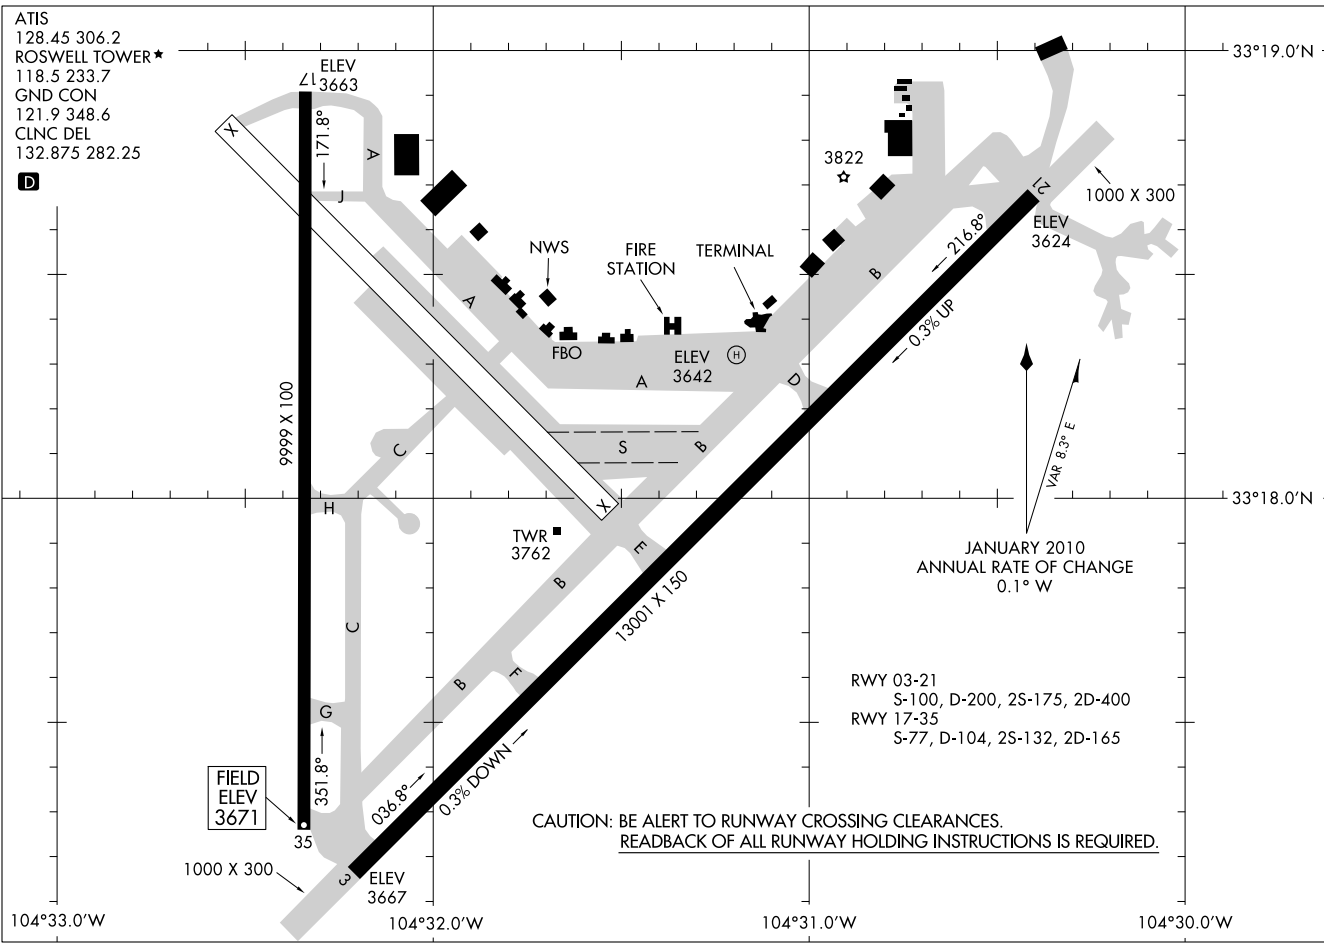 ATIS
128.45 306.2
ROSWELL TOWER★
118.5 233.7
GND CON
121.9 348.6
CLNC DEL
132.875 282.25
D
33°19.0'N
ELEV
3663
17
X
171.8°
A
J
3822
21
1000 X 300
ELEV
3624
216.8°
NWS
FIRE
STATION
TERMINAL
B
A
0.3% UP
FBO
ELEV
3642
H
A
D
9999 X 100
C
S
B
VAR 8.3° E
33°18.0'N
H
X
TWR
3762
E
JANUARY 2010
ANNUAL RATE OF CHANGE
0.1° W
B
13001 X 150
C
F
B
RWY 03-21
S-100, D-200, 2S-175, 2D-400
RWY 17-35
S-77, D-104, 2S-132, 2D-165
G
351.8°
FIELD
ELEV
3671
036.8°
0.3% DOWN
35
CAUTION: BE ALERT TO RUNWAY CROSSING CLEARANCES.
READBACK OF ALL RUNWAY HOLDING INSTRUCTIONS IS REQUIRED.
1000 X 300
3
ELEV
3667
104°33.0'W
104°32.0'W
104°31.0'W
104°30.0'W